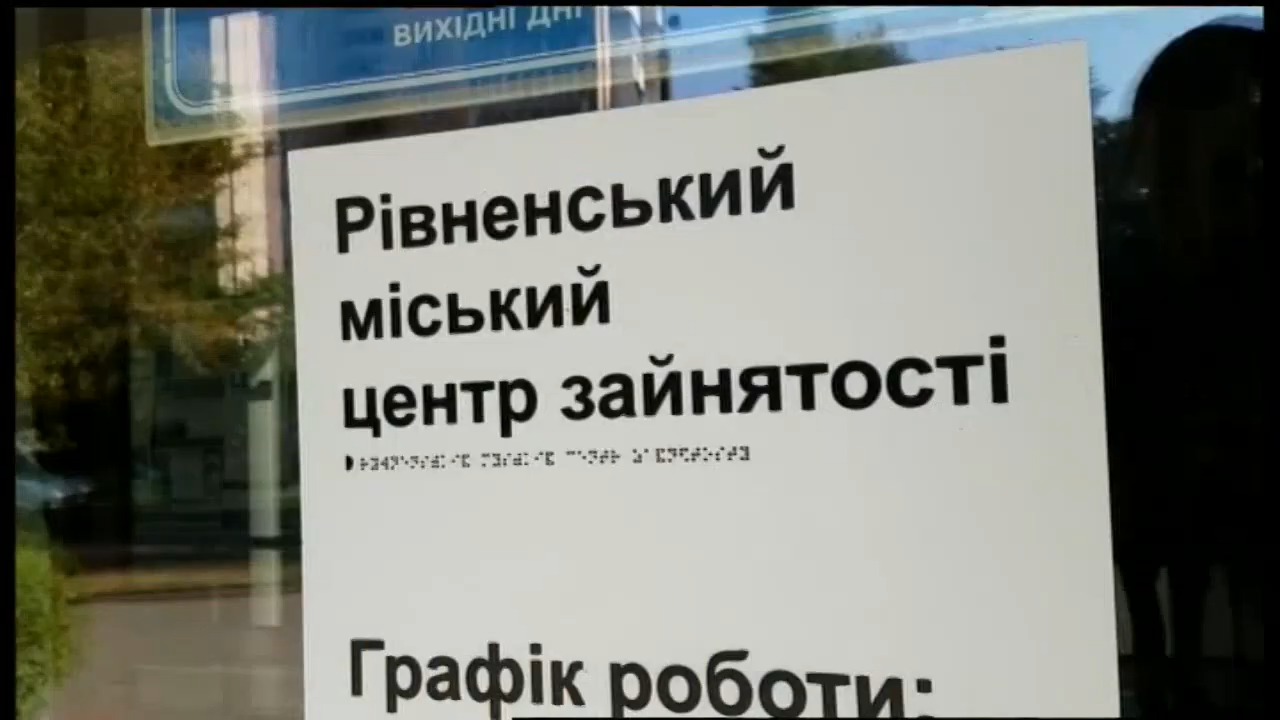 вихідні дні
Рівненський
міський
центр зайнятості
Графік роботи: